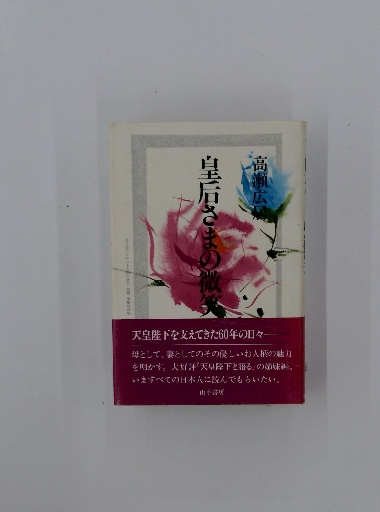 高瀬広居
皇后さまの微笑
天皇陛下を支えてきた60年の日々──
母として、妻としてのその優しいお人柄の魅力
を明かす。大好評『天皇陛下と語る』の姉妹編。
いますべての日本人に読んでもらいたい。
山手書房